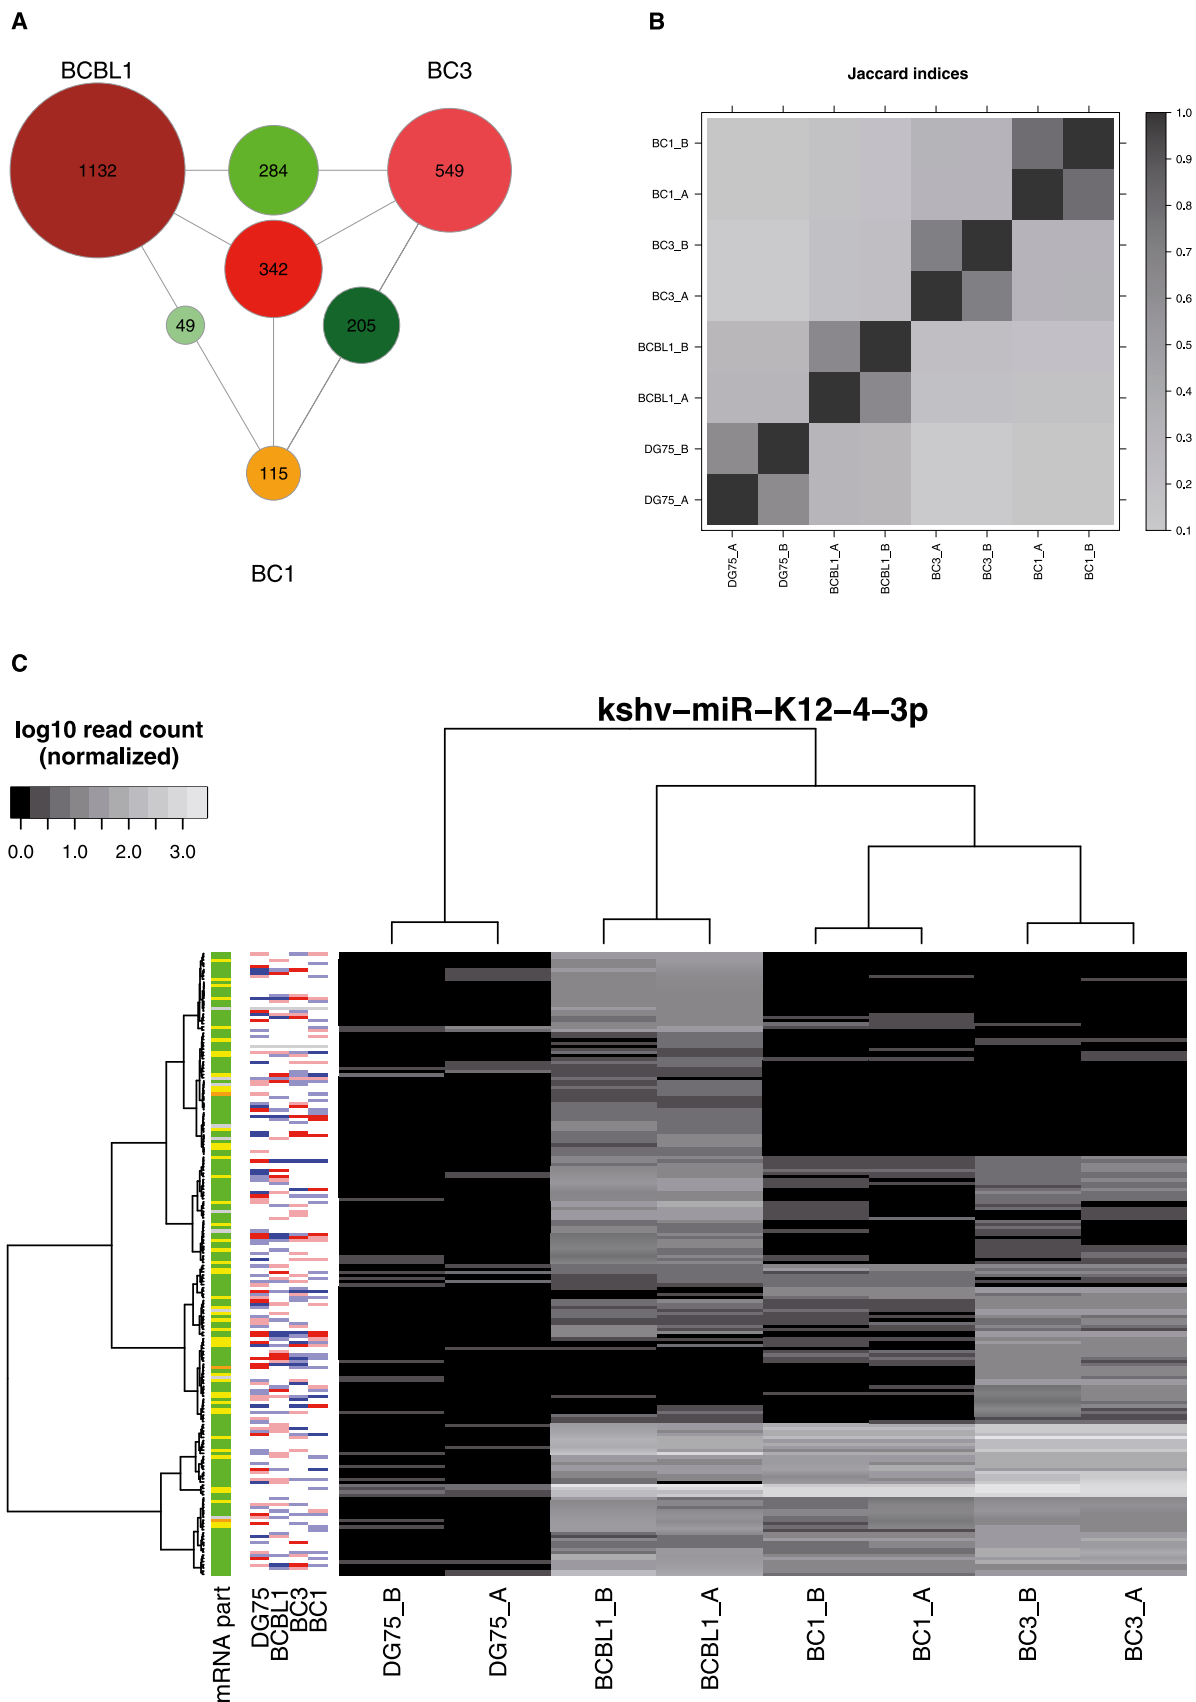 A
BCBL1
BC3
1132
284
549
342
49
205
115
BC1
B
Jaccard indices
BC1_B
BC1_A
BC3_B
BC3_A
BCBL1_B
BCBL1_A
DG75_B
DG75_A
DG75_A
DG75_B
BCBL1_A
BCBL1_B
BC3_A
BC3_B
BC1_A
BC1_B
1.0
0.9
0.8
0.7
0.6
0.5
0.4
0.3
0.2
0.1
C
kshv−miR−K12−4−3p
log10 read count
(normalized)
0.0 1.0 2.0 3.0
mRNA part
DG75
BCBL1
BC3
BC1
DG75_B
DG75_A
BCBL1_B
BCBL1_A
BC1_B
BC1_A
BC3_B
BC3_A